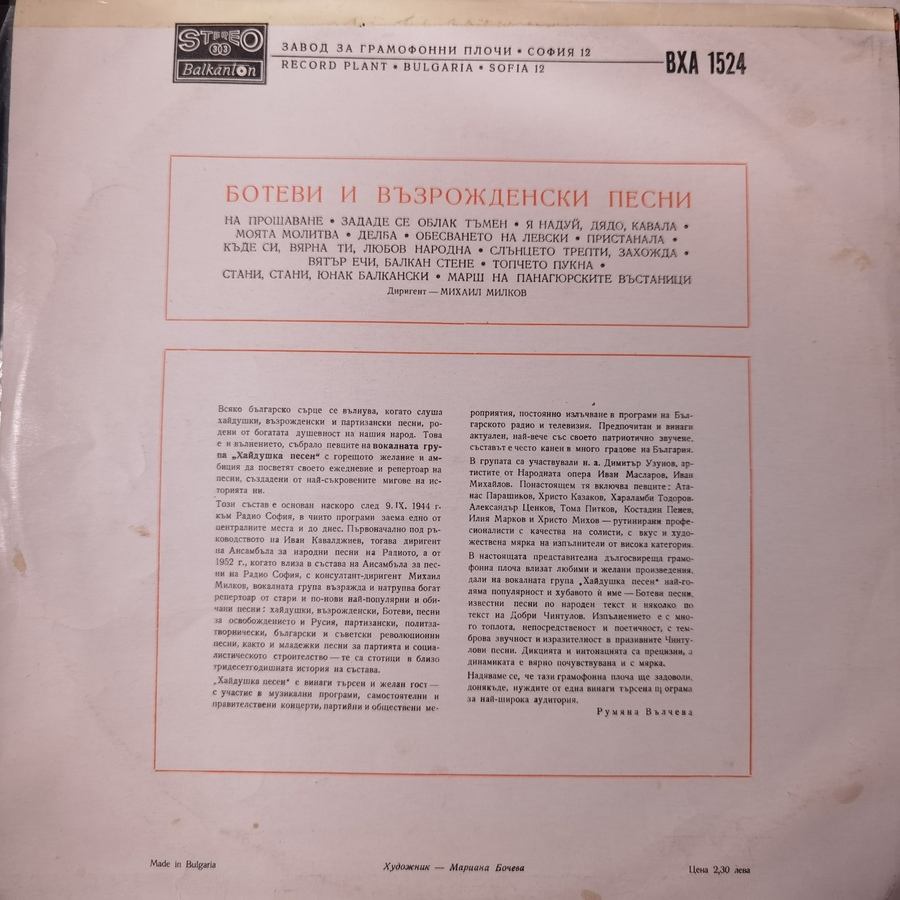 STEREO
303
Balkanton
ЗАВОД ЗА ГРАМОФОННИ ПЛОЧИ • СОФИЯ 12
RECORD PLANT • BULGARIA • SOFIA 12
ВХА 1524
БОТЕВИ И ВЪЗРОЖДЕНСКИ ПЕСНИ
НА ПРОЩАВАНЕ • ЗАДАДЕ СЕ ОБЛАК ТЪМЕН • Я НАДУЙ, ДЯДО, КАВАЛА •
МОЯТА МОЛИТВА • ДЕЛБА • ОБЕСВАНЕТО НА ЛЕВСКИ • ПРИСТАНАЛА •
КЪДЕ СИ, ВЯРНА ТИ, ЛЮБОВ НАРОДНА • СЛЪНЦЕТО ТРЕПТИ, ЗАХОЖДА •
ВЯТЪР ЕЧИ, БАЛКАН СТЕНЕ • ТОПЧЕТО ПУКНА •
СТАНИ, СТАНИ, ЮНАК БАЛКАНСКИ • МАРШ НА ПАНАГЮРСКИТЕ ВЪСТАНИЦИ
Диригент — МИХАИЛ МИЛКОВ
Всяко българско сърце се вълнува, когато слуша
хайдушки, възрожденски и партизански песни, ро-
дени от богатата душевност на нашия народ. Това
е и вълнението, събрало певците на вокалната гру-
па „Хайдушка песен“ с горещото желание и ам-
биция да посветят своето ежедневие и репертоар на
песни, създадени от най-съкровените мигове на ис-
торията ни.
Този състав е основан наскоро след 9.IX. 1944 г.
към Радио София, в чиито програми заема едно от
централните места и до днес. Първоначално под ръ-
ководството на Иван Кавалджиев, тогава диригент
на Ансамбъла за народни песни на Радиото, а от
1952 г., когато влиза в състава на Ансамбъла за пес-
ни на Радио София, с консултант-диригент Михаил
Милков, вокалната група възражда и натрупва богат
репертоар от стари и по-нови най-популярни и оби-
чани песни: хайдушки, възрожденски, Ботеви, песни
за освобождението и Русия, партизански, политза-
творнически, български и съветски революционни
песни, както и младежки песни за партията и социа-
листическото строителство — те са стотици в близо
тридесетгодишната история на състава.
„Хайдушка песен“ е винаги търсен и желан гост —
с участие в музикални програми, самостоятелни и
правителствени концерти, партийни и обществени ме-
роприятия, постоянно излъчване в програми на Бъл-
гарското радио и телевизия. Предпочитан и винаги
актуален, най-вече със своето патриотично звучене,
съставът е често канен в много градове на България.
В групата са участвували н. а. Димитър Узунов, ар-
тистите от Народната опера Иван Масларов, Иван
Михайлов. Понастоящем тя включва певците: Ата-
нас Парашиков, Христо Казаков, Хараламби Тодоров,
Александър Ценков, Тома Питков, Костадин Пенев,
Илия Марков и Христо Михов — рутинирани профе-
сионалисти с качества на солисти, с вкус и худо-
жествена мярка на изпълнители от висока категория.
В настоящата представителна дългосвиреща грамо-
фонна плоча влизат любими и желани произведения,
дали на вокалната група „Хайдушка песен“ най-го-
ляма популярност и хубавото ѝ име — Ботеви песни,
известни песни по народен текст и няколко по
текст на Добри Чинтулов. Изпълнението е с мно-
го топлота, непосредственост и поетичност, с тем-
брова звучност и изразителност в призивните Чинту-
лови песни. Дикцията и интонацията са прецизни, а
динамиката е вярно почувствувана и с мярка.
Надяваме се, че тази грамофонна плоча ще задоволи,
донякъде, нуждите от една винаги търсена програма
за най-широка аудитория.
Румяна Вълчева
Made in Bulgaria
Художник — Мариана Бочева
Цена 2,30 лева